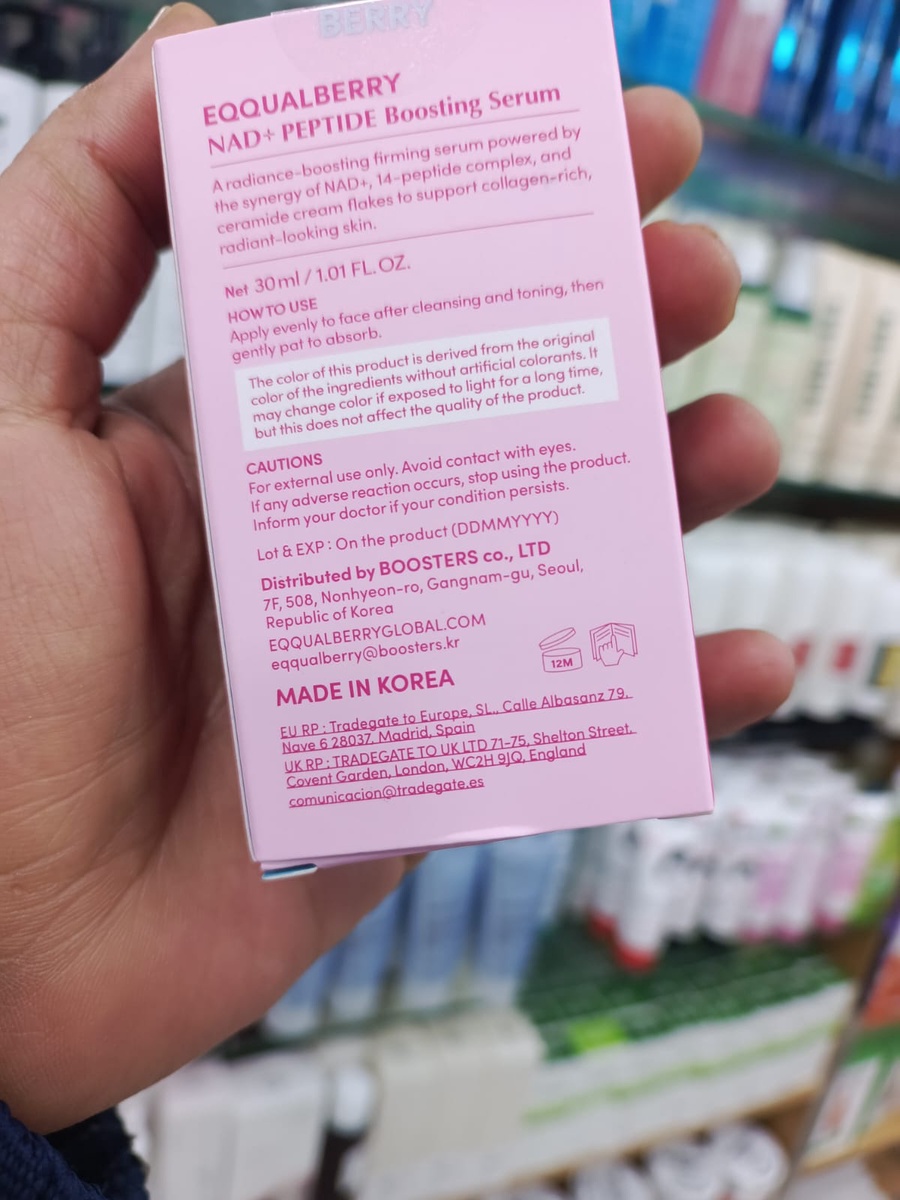 BERRY
EQQUALBERRY
NAD+ PEPTIDE Boosting Serum
A radiance-boosting firming serum powered by
the synergy of NAD+, 14-peptide complex, and
ceramide cream flakes to support collagen-rich,
radiant-looking skin.
Net 30ml / 1.01 FL.OZ.
HOW TO USE
Apply evenly to face after cleansing and toning, then
gently pat to absorb.
The color of this product is derived from the original
color of the ingredients without artificial colorants. It
may change color if exposed to light for a long time,
but this does not affect the quality of the product.
CAUTIONS
For external use only. Avoid contact with eyes.
If any adverse reaction occurs, stop using the product.
Inform your doctor if your condition persists.
Lot & EXP : On the product (DDMMYYYY)
Distributed by BOOSTERS co., LTD
7F, 508, Nonhyeon-ro, Gangnam-gu, Seoul,
Republic of Korea
EQQUALBERRYGLOBAL.COM
eqqualberry@boosters.kr
12M
MADE IN KOREA
EU RP : Tradegate to Europe, SL., Calle Albasanz 79,
Nave 6 28037, Madrid, Spain
UK RP : TRADEGATE TO UK LTD 71-75, Shelton Street,
Covent Garden, London, WC2H 9JQ, England
comunicacion@tradegate.es